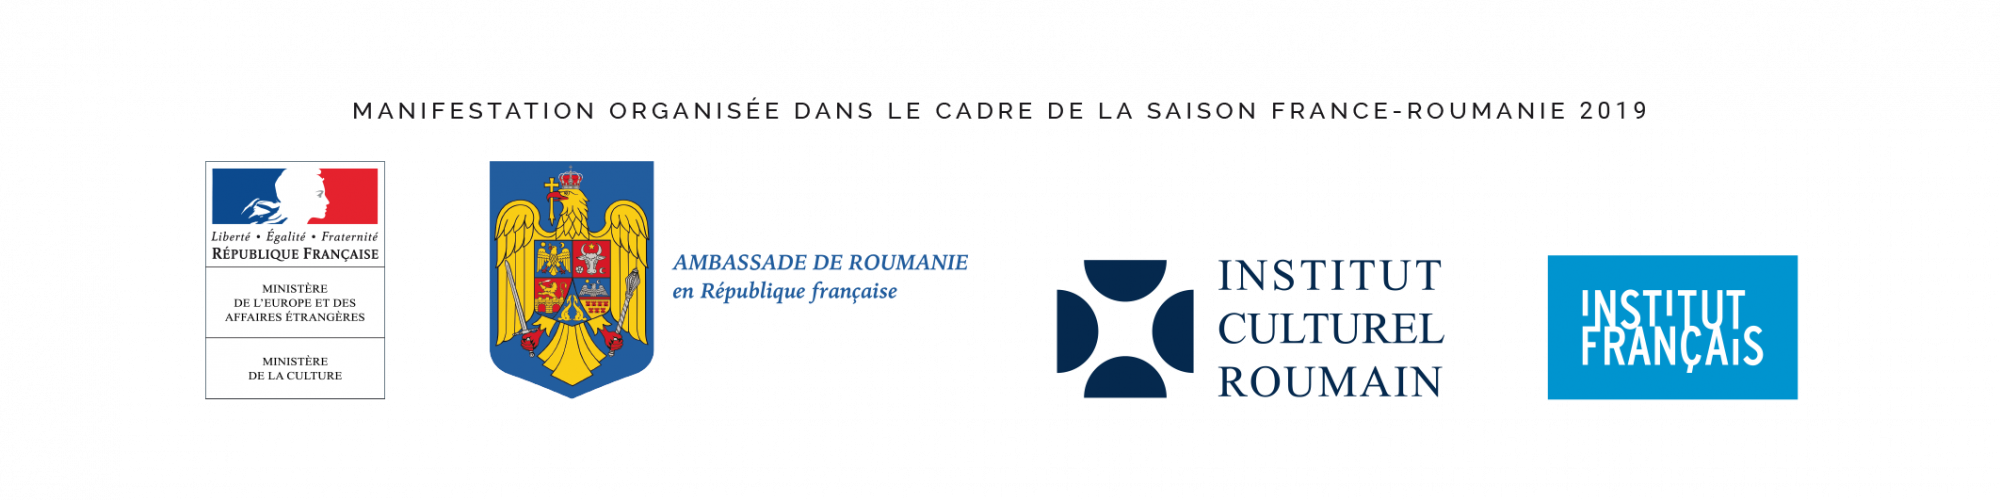 MANIFESTATION ORGANISÉE DANS LE CADRE DE LA SAISON FRANCE-ROUMANIE 2019
Liberté • Égalité • Fraternité
RÉPUBLIQUE FRANÇAISE
MINISTÈRE
DE L'EUROPE ET DES
AFFAIRES ÉTRANGÈRES
MINISTÈRE
DE LA CULTURE
AMBASSADE DE ROUMANIE
en République française
INSTITUT
CULTUREL
ROUMAIN
INSTITUT
FRANÇAIS